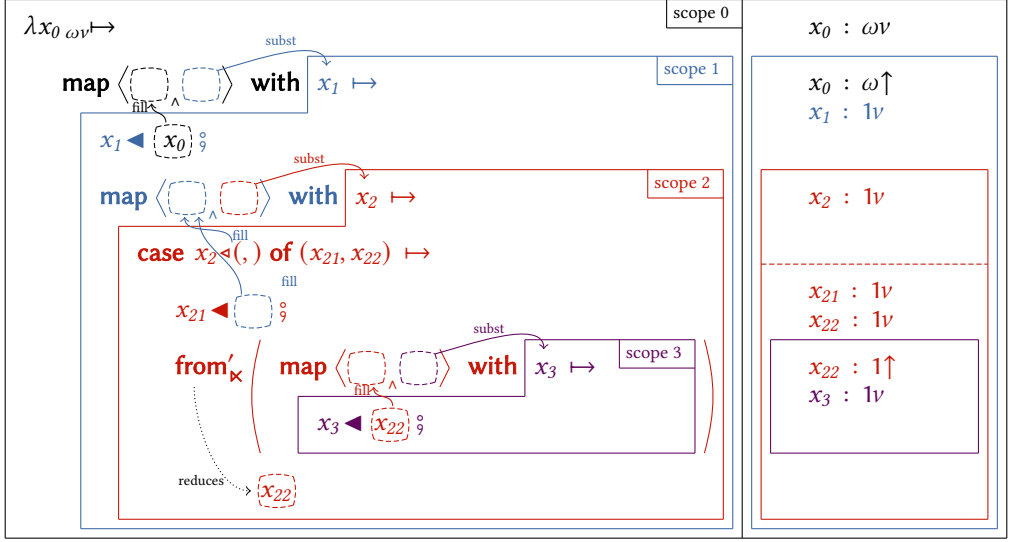 scope 0
λx₀ ων ↦
x₀ : ων
subst
scope 1
map ⟨ ∧ ⟩ with x₁ ↦
x₀ : ω↑
fill
x₁ : 1ν
x₁ ◀ x₀ ⨟
subst
scope 2
map ⟨ ∧ ⟩ with x₂ ↦
x₂ : 1ν
fill
case x₂ ◃ (,) of (x₂₁, x₂₂) ↦
fill
x₂₁ : 1ν
x₂₁ ◀ ⨟
x₂₂ : 1ν
subst
scope 3
from′⋉ ( map ⟨ ∧ ⟩ with x₃ ↦ )
x₂₂ : 1↑
fill
x₃ : 1ν
x₃ ◀ x₂₂ ⨟
reduces
x₂₂